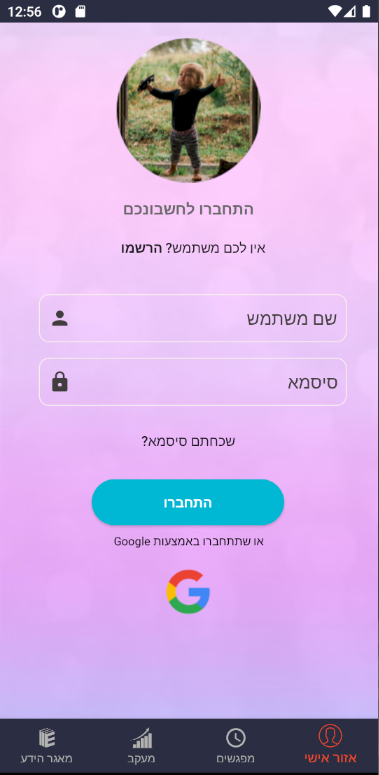 12:56
התחברו לחשבונכם
אין לכם משתמש? הרשמו
שם משתמש
סיסמא
שכחתם סיסמא?
התחברו
או שתתחברו באמצעות Google
אזור אישי
מפגשים
מעקב
מאגר הידע